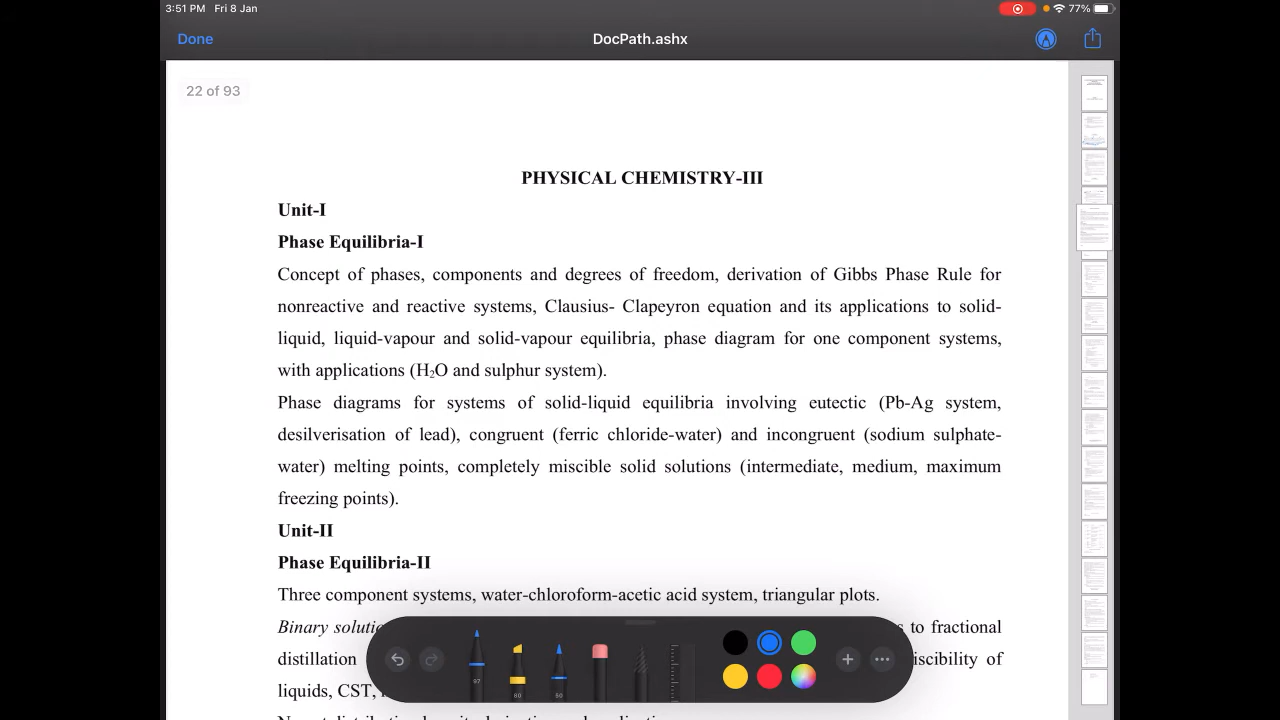 3:51 PM Fri 8 Jan 77%
Done DocPath.ashx
22 of 93
PHYSICAL CHEMISTRY-III
Unit-I
Phase Equilibria I
Concept of phases, components and degrees of freedom, derivation of Gibbs Phase Rule for
nonreactive and reactive systems; Clausius-Clapeyron equation and its applications to solid-
liquid, liquid-vapour and solid-vapour equilibria, phase diagram for one component systems,
with applications (H₂O and sulphur system).
Phase diagrams for systems of solid-liquid equilibria involving eutectic (Pb-Ag system,
desilverisation of lead), congruent (ferric chloride-water) and incongruent (sodium sulphate-
water) melting points, completely miscible solid solutions, intermediate, medium, maximum
freezing points.
Unit-II
Phase Equilibria II
Three component systems, water-chloroform-acetic acid system, triangular plots.
Binary solutions to fractional
distillation miscibility of
liquids, CST,
80